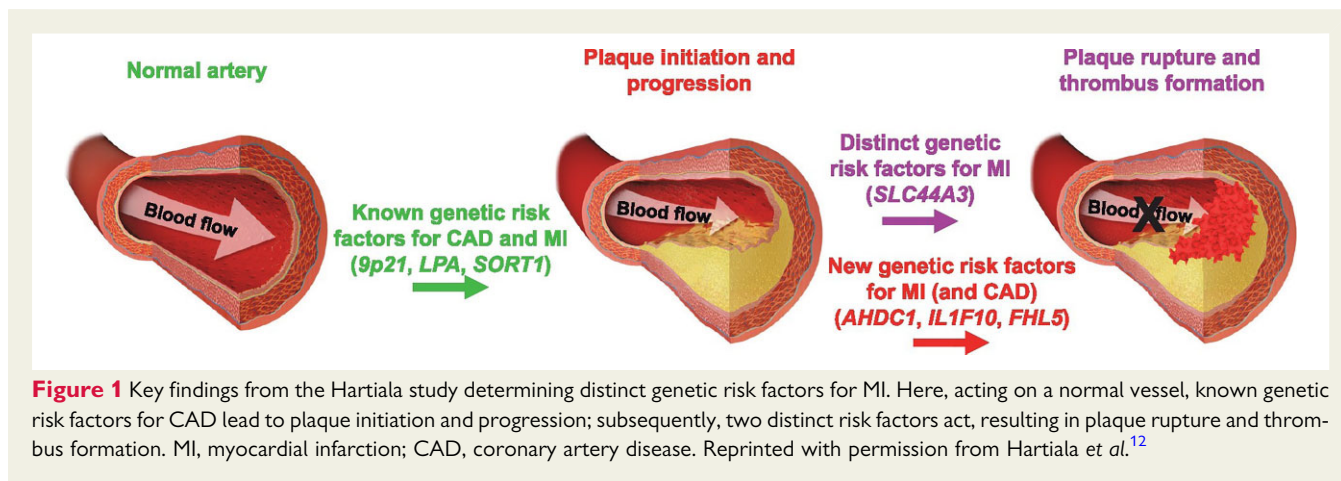 Normal artery
Plaque initiation and
progression
Plaque rupture and
thrombus formation
Blood flow
Known genetic risk
factors for CAD and MI
(9p21, LPA, SORT1)
Blood flow
Distinct genetic
risk factors for MI
(SLC44A3)
New genetic risk factors
for MI (and CAD)
(AHDC1, IL1F10, FHL5)
Blood flow
X
Figure 1 Key findings from the Hartiala study determining distinct genetic risk factors for MI. Here, acting on a normal vessel, known genetic
risk factors for CAD lead to plaque initiation and progression; subsequently, two distinct risk factors act, resulting in plaque rupture and throm-
bus formation. MI, myocardial infarction; CAD, coronary artery disease. Reprinted with permission from Hartiala et al.12